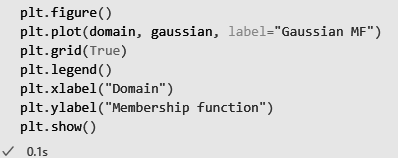 plt.figure()
plt.plot(domain, gaussian, label="Gaussian MF")
plt.grid(True)
plt.legend()
plt.xlabel("Domain")
plt.ylabel("Membership function")
plt.show()
✓ 0.1s